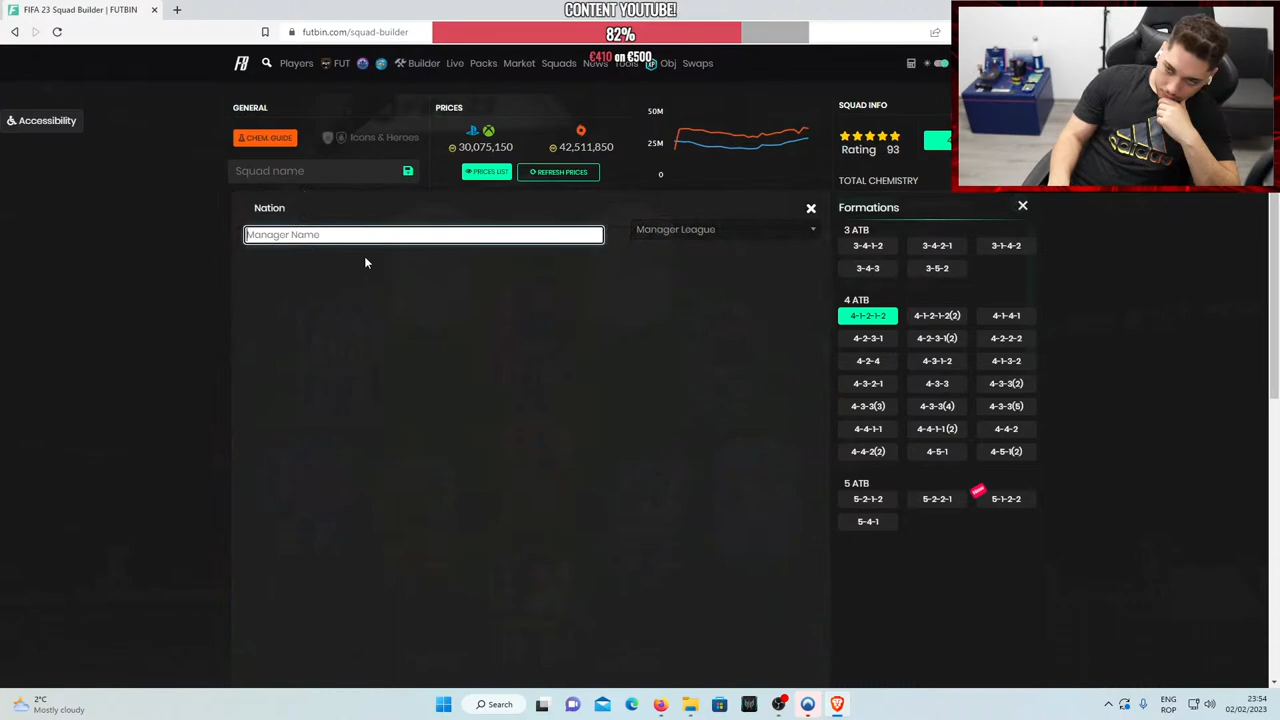 FIFA 23 Squad Builder | FUTBIN
CONTENT YOUTUBE!
futbin.com/squad-builder
82%
€410 on €500
Players FUT Builder Live Packs Market Squads News Tools XP Obj Swaps
Accessibility
GENERAL
CHEM. GUIDE
Icons & Heroes
Squad name
PRICES
30,075,150
42,511,850
PRICES LIST
REFRESH PRICES
50M
25M
0
SQUAD INFO
Rating 93
4
TOTAL CHEMISTRY
adidas
Nation
Manager Name
Manager League
Formations
3 ATB
3-4-1-2 3-4-2-1 3-1-4-2
3-4-3 3-5-2
4 ATB
4-1-2-1-2 4-1-2-1-2(2) 4-1-4-1
4-2-3-1 4-2-3-1(2) 4-2-2-2
4-2-4 4-3-1-2 4-1-3-2
4-3-2-1 4-3-3 4-3-3(2)
4-3-3(3) 4-3-3(4) 4-3-3(5)
4-4-1-1 4-4-1-1(2) 4-4-2
4-4-2(2) 4-5-1 4-5-1(2)
5 ATB
5-2-1-2 5-2-2-1 5-1-2-2
5-4-1
2°C
Mostly cloudy
Search
ENG
ROP
23:54
02/02/2023